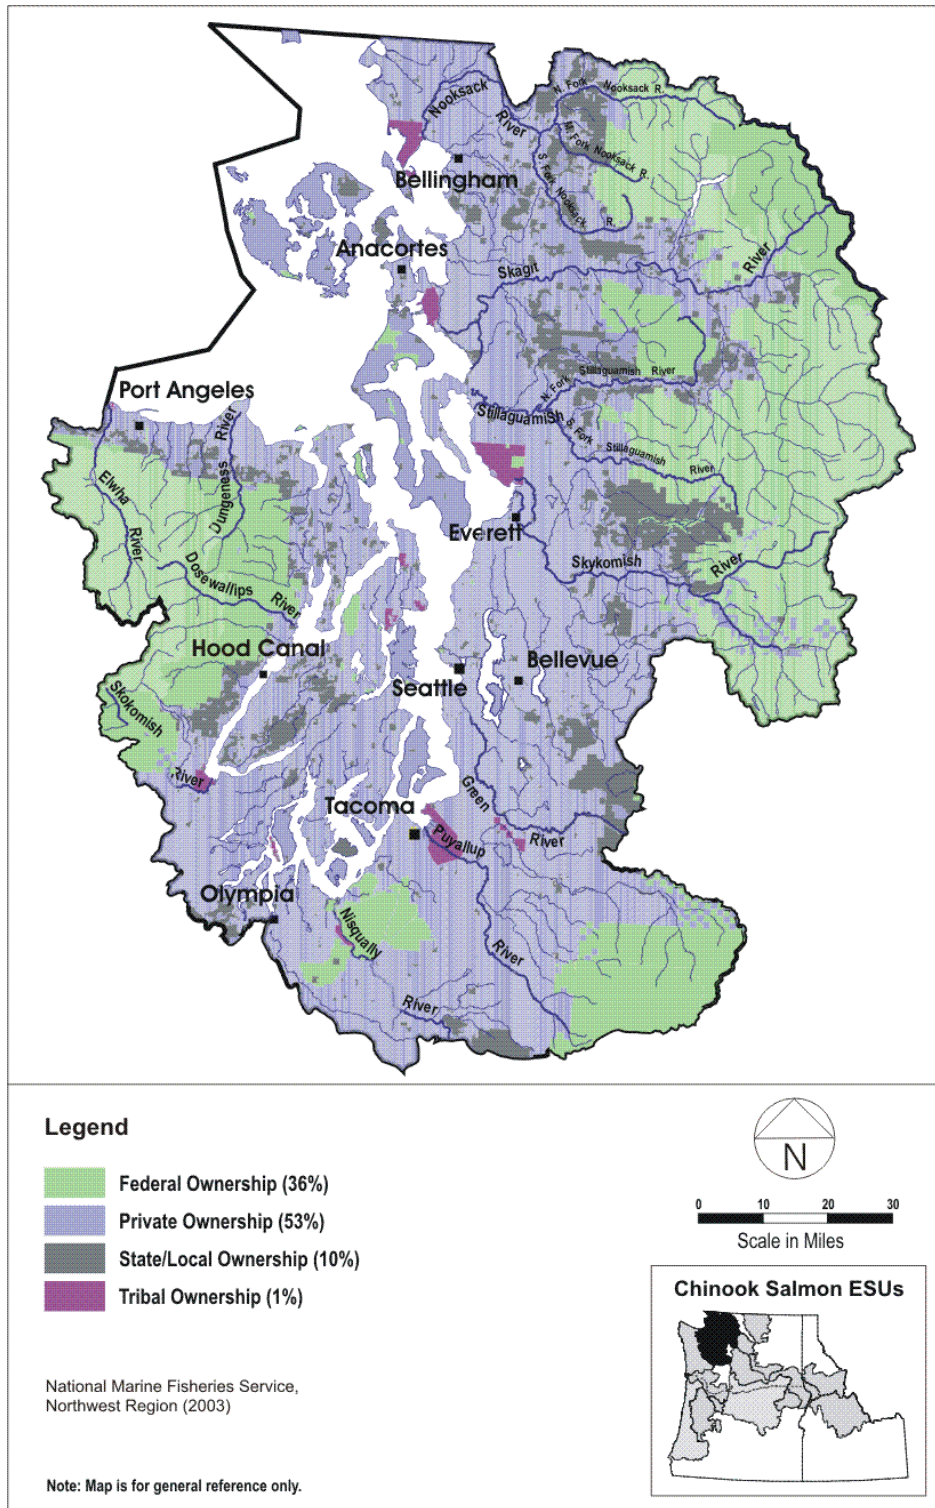 Nooksack
River
N. Fork Nooksack R.
M. Fork Nooksack R.
S. Fork Nooksack R.
Bellingham
Anacortes
Skagit
River
Port Angeles
N. Fork Stillaguamish River
Stillaguamish
S. Fork Stillaguamish River
Elwha River
Dungeness River
Everett
Skykomish River
Dosewallips River
Hood Canal
Bellevue
Seattle
Skokomish River
Tacoma
Green River
Puyallup River
Olympia
Nisqually River
Legend
Federal Ownership (36%)
Private Ownership (53%)
State/Local Ownership (10%)
Tribal Ownership (1%)
N
0 10 20 30
Scale in Miles
Chinook Salmon ESUs
National Marine Fisheries Service,
Northwest Region (2003)
Note: Map is for general reference only.